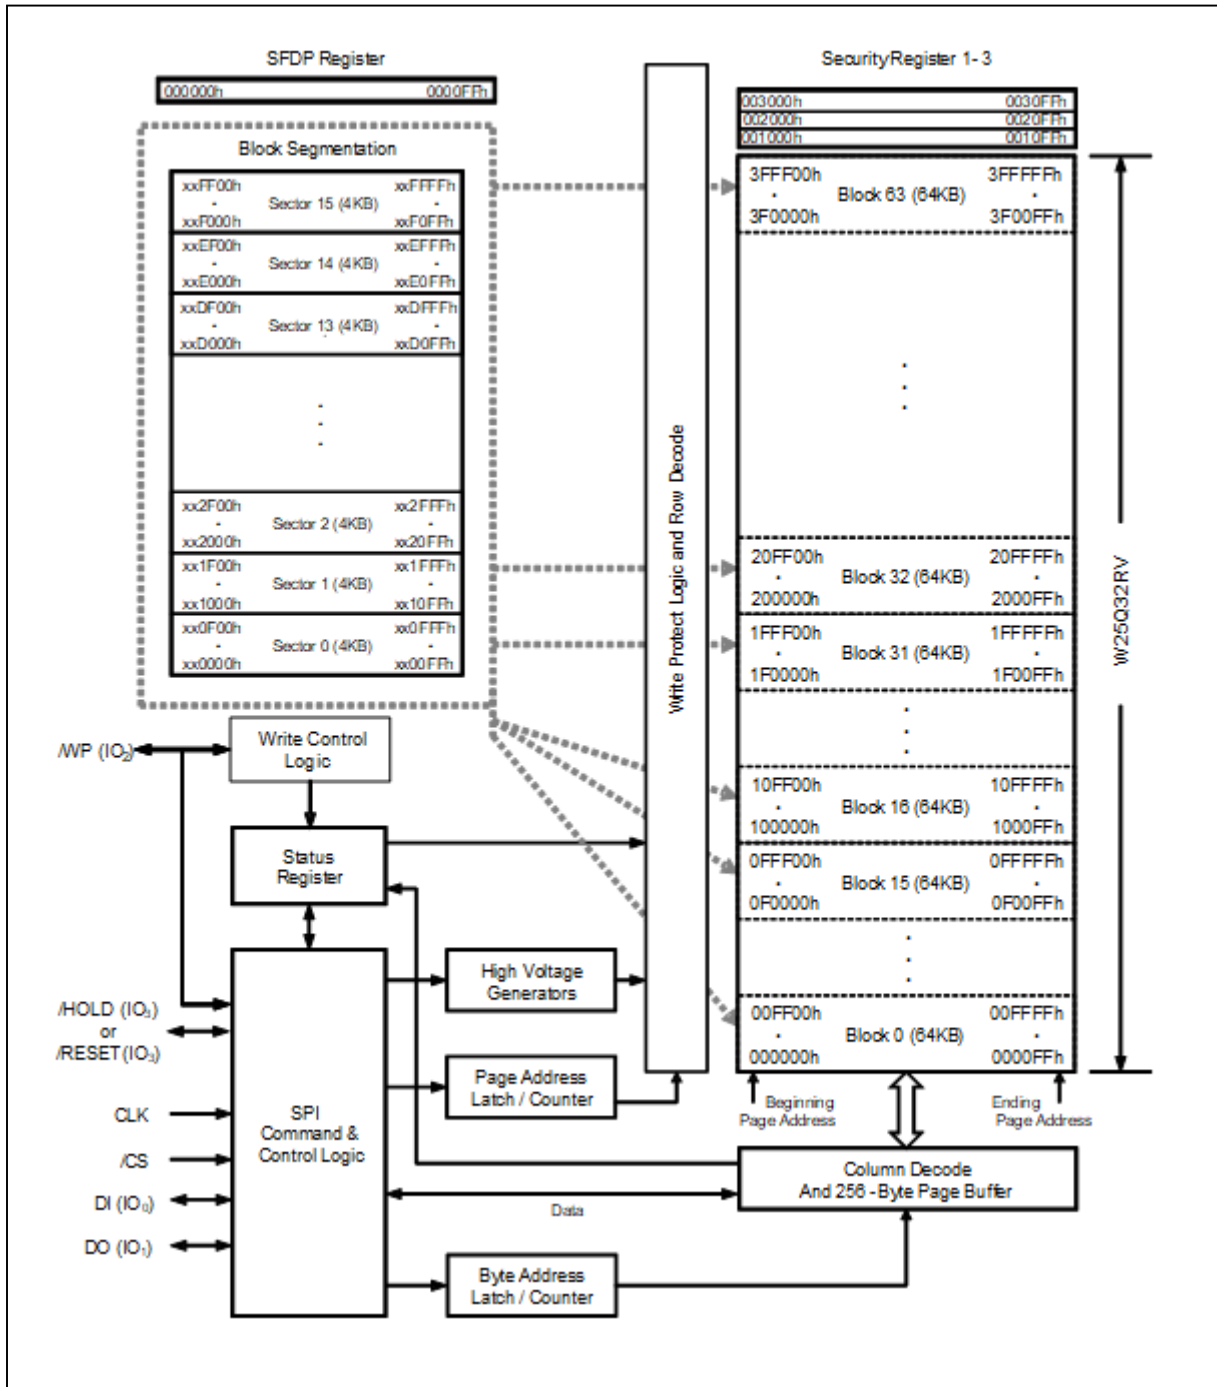 SFDP Register
000000h 0000FFh
Block Segmentation
xxFF00h xxFFFFh
Sector 15 (4KB)
xxF000h xxF0FFh
xxEF00h xxEFFFh
Sector 14 (4KB)
xxE000h xxE0FFh
xxDF00h xxDFFFh
Sector 13 (4KB)
xxD000h xxD0FFh
xx2F00h xx2FFFh
Sector 2 (4KB)
xx2000h xx20FFh
xx1F00h xx1FFFh
Sector 1 (4KB)
xx1000h xx10FFh
xx0F00h xx0FFFh
Sector 0 (4KB)
xx0000h xx00FFh
Write Protect Logic and Row Decode
Security Register 1- 3
003000h 0030FFh
002000h 0020FFh
001000h 0010FFh
3FFF00h 3FFFFFh
Block 63 (64KB)
3F0000h 3F00FFh
20FF00h 20FFFFh
Block 32 (64KB)
200000h 2000FFh
1FFF00h 1FFFFFh
Block 31 (64KB)
1F0000h 1F00FFh
10FF00h 10FFFFh
Block 16 (64KB)
100000h 1000FFh
0FFF00h 0FFFFFh
Block 15 (64KB)
0F0000h 0F00FFh
00FF00h 00FFFFh
Block 0 (64KB)
000000h 0000FFh
W25Q32RV
Beginning
Page Address
Ending
Page Address
/WP (IO2)
Write Control
Logic
Status
Register
/HOLD (IO3)
or
/RESET (IO3)
CLK
/CS
DI (IO0)
DO (IO1)
SPI
Command &
Control Logic
High Voltage
Generators
Page Address
Latch / Counter
Column Decode
And 256 - Byte Page Buffer
Data
Byte Address
Latch / Counter